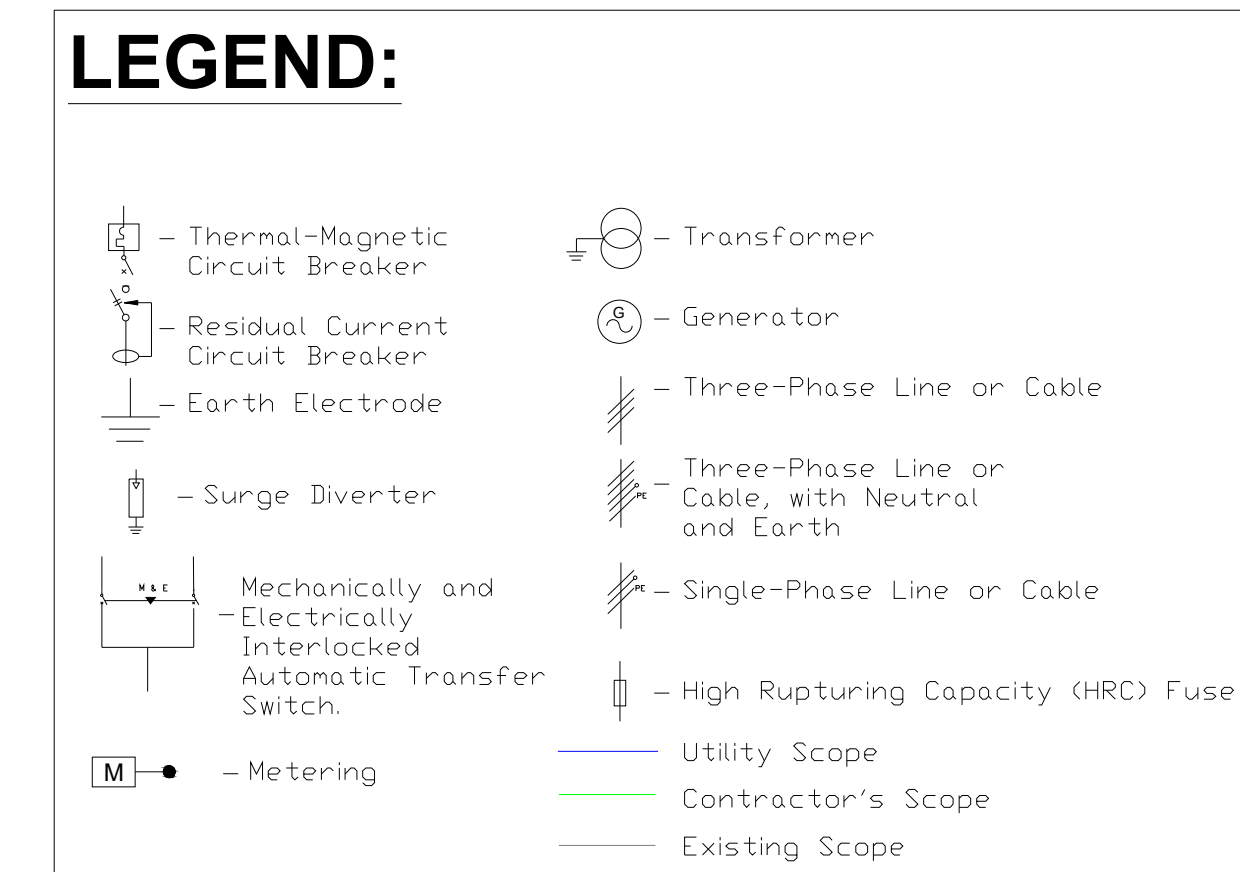 LEGEND:
Thermal-Magnetic
Circuit Breaker
Residual Current
Circuit Breaker
Earth Electrode
Surge Diverter
M & E
Mechanically and
Electrically
Interlocked
Automatic Transfer
Switch.
M
Metering
Transformer
G
Generator
Three-Phase Line or Cable
Three-Phase Line or
Cable, with Neutral
and Earth
PE
Single-Phase Line or Cable
PE
High Rupturing Capacity (HRC) Fuse
Utility Scope
Contractor's Scope
Existing Scope